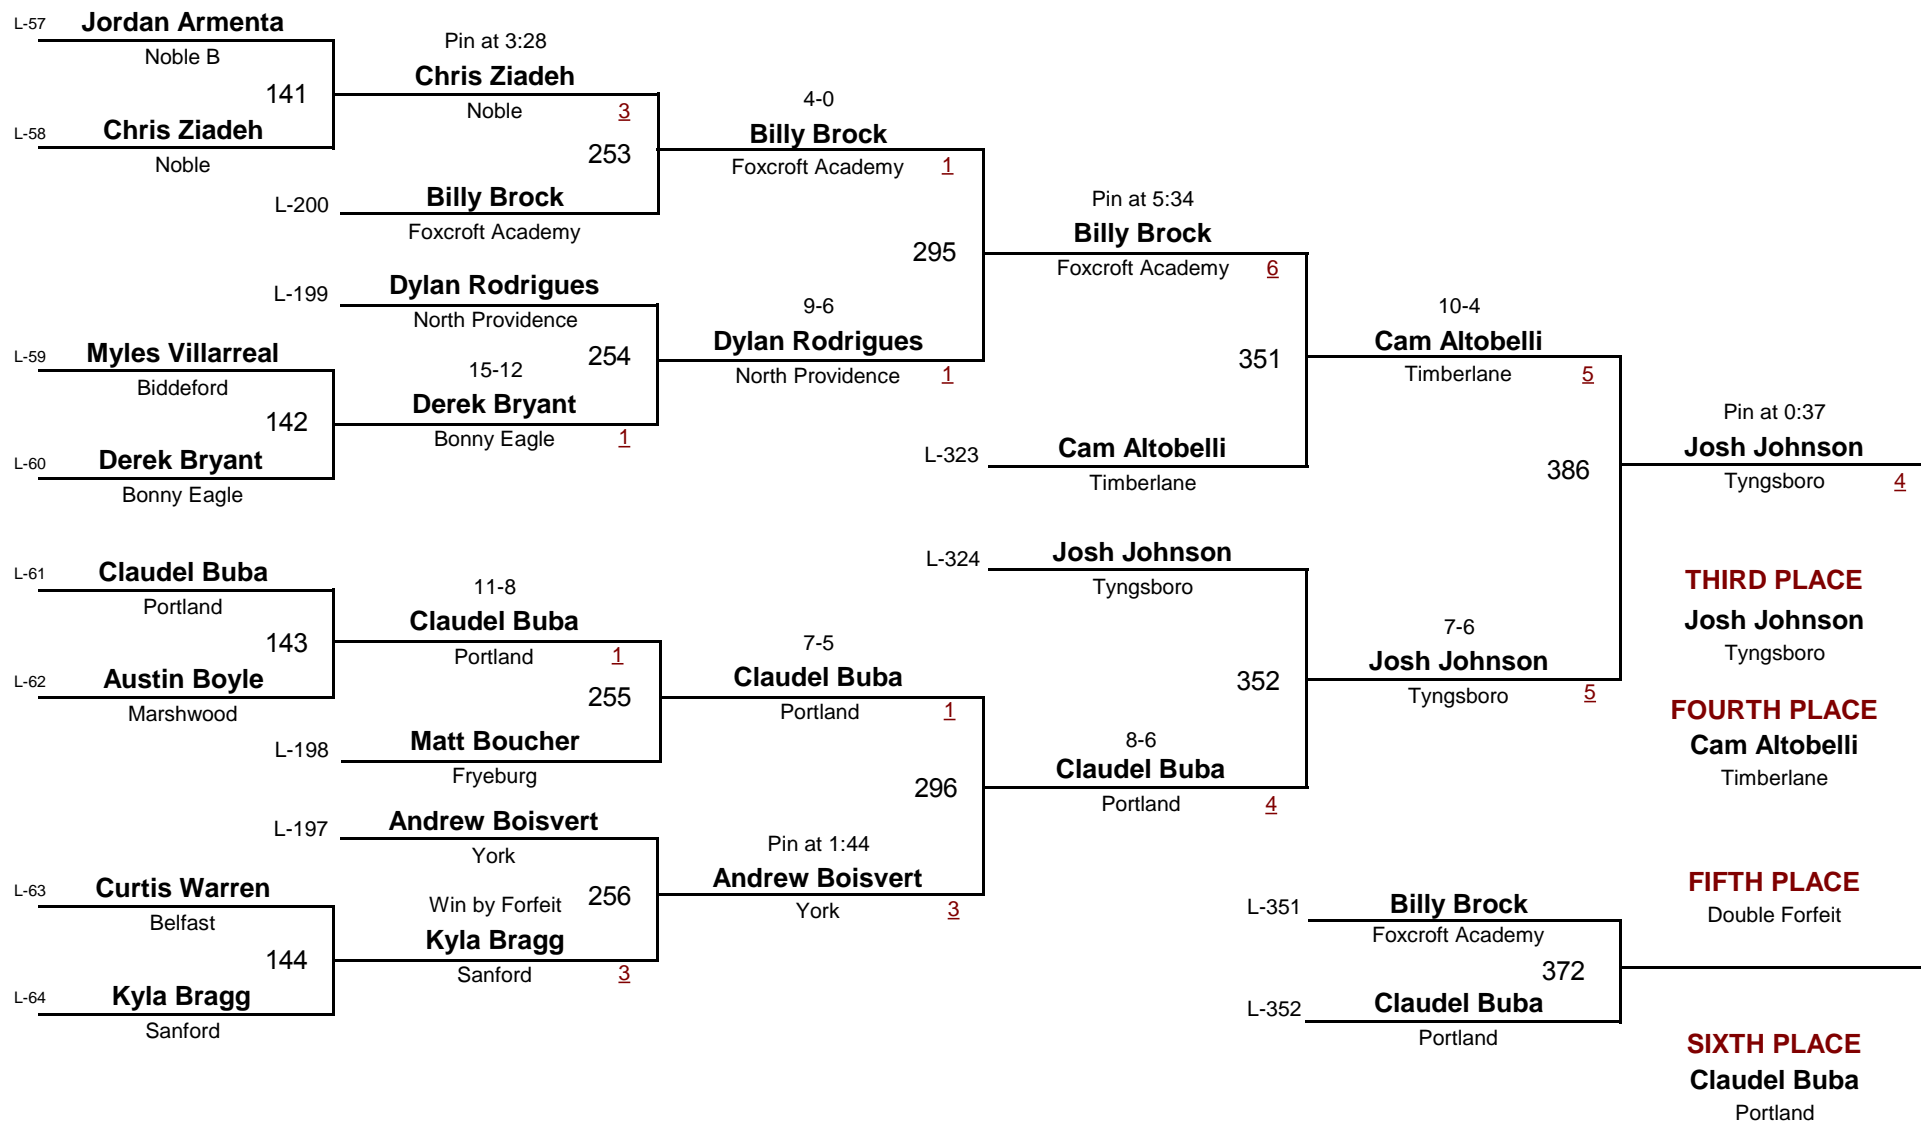 L-57 Jordan Armenta
Noble B
141
L-58 Chris Ziadeh
Noble
L-59 Myles Villarreal
Biddeford
142
L-60 Derek Bryant
Bonny Eagle
L-61 Claudel Buba
Portland
143
L-62 Austin Boyle
Marshwood
L-63 Curtis Warren
Belfast
144
L-64 Kyla Bragg
Sanford
Pin at 3:28
Chris Ziadeh
Noble 3
253
L-200 Billy Brock
Foxcroft Academy
L-199 Dylan Rodrigues
North Providence
254
15-12
Derek Bryant
Bonny Eagle 1
11-8
Claudel Buba
Portland 1
255
L-198 Matt Boucher
Fryeburg
L-197 Andrew Boisvert
York
256
Win by Forfeit
Kyla Bragg
Sanford 3
4-0
Billy Brock
Foxcroft Academy 1
295
9-6
Dylan Rodrigues
North Providence 1
7-5
Claudel Buba
Portland 1
296
Pin at 1:44
Andrew Boisvert
York 3
Pin at 5:34
Billy Brock
Foxcroft Academy 6
351
L-323 Cam Altobelli
Timberlane
L-324 Josh Johnson
Tyngsboro
352
8-6
Claudel Buba
Portland 4
10-4
Cam Altobelli
Timberlane 5
386
7-6
Josh Johnson
Tyngsboro 5
L-351 Billy Brock
Foxcroft Academy
372
L-352 Claudel Buba
Portland
Pin at 0:37
Josh Johnson
Tyngsboro 4
THIRD PLACE
Josh Johnson
Tyngsboro
FOURTH PLACE
Cam Altobelli
Timberlane
FIFTH PLACE
Double Forfeit
SIXTH PLACE
Claudel Buba
Portland